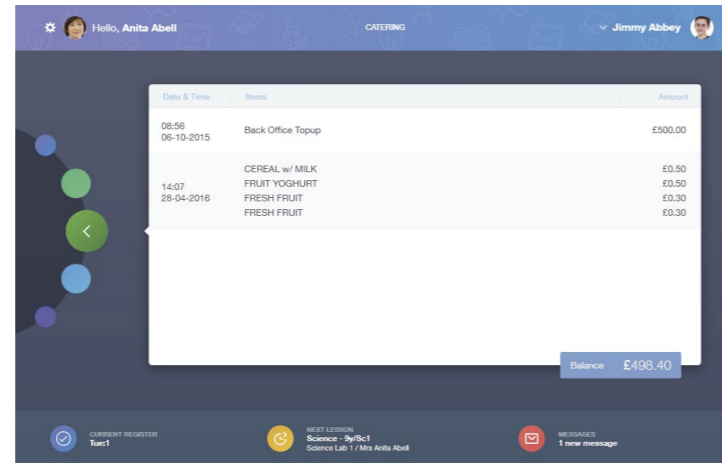 Hello, Anita Abell
CATERING
Jimmy Abbey
Date & Time Items Amount
08:56
06-10-2015
Back Office Topup £500.00
14:07
28-04-2016
CEREAL w/ MILK £0.50
FRUIT YOGHURT £0.50
FRESH FRUIT £0.30
FRESH FRUIT £0.30
Balance £498.40
CURRENT REGISTER
Tue:1
NEXT LESSON
Science - 9y/Sc1
Science Lab 1 / Mrs Anita Abell
MESSAGES
1 new message